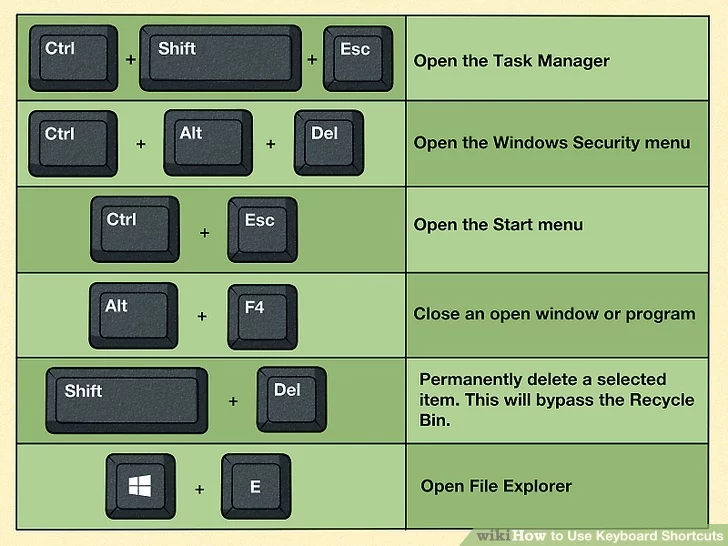 Ctrl + Shift + Esc Open the Task Manager
Ctrl + Alt + Del Open the Windows Security menu
Ctrl + Esc Open the Start menu
Alt + F4 Close an open window or program
Shift + Del Permanently delete a selected
item. This will bypass the Recycle
Bin.
+ E Open File Explorer
wikiHow to Use Keyboard Shortcuts